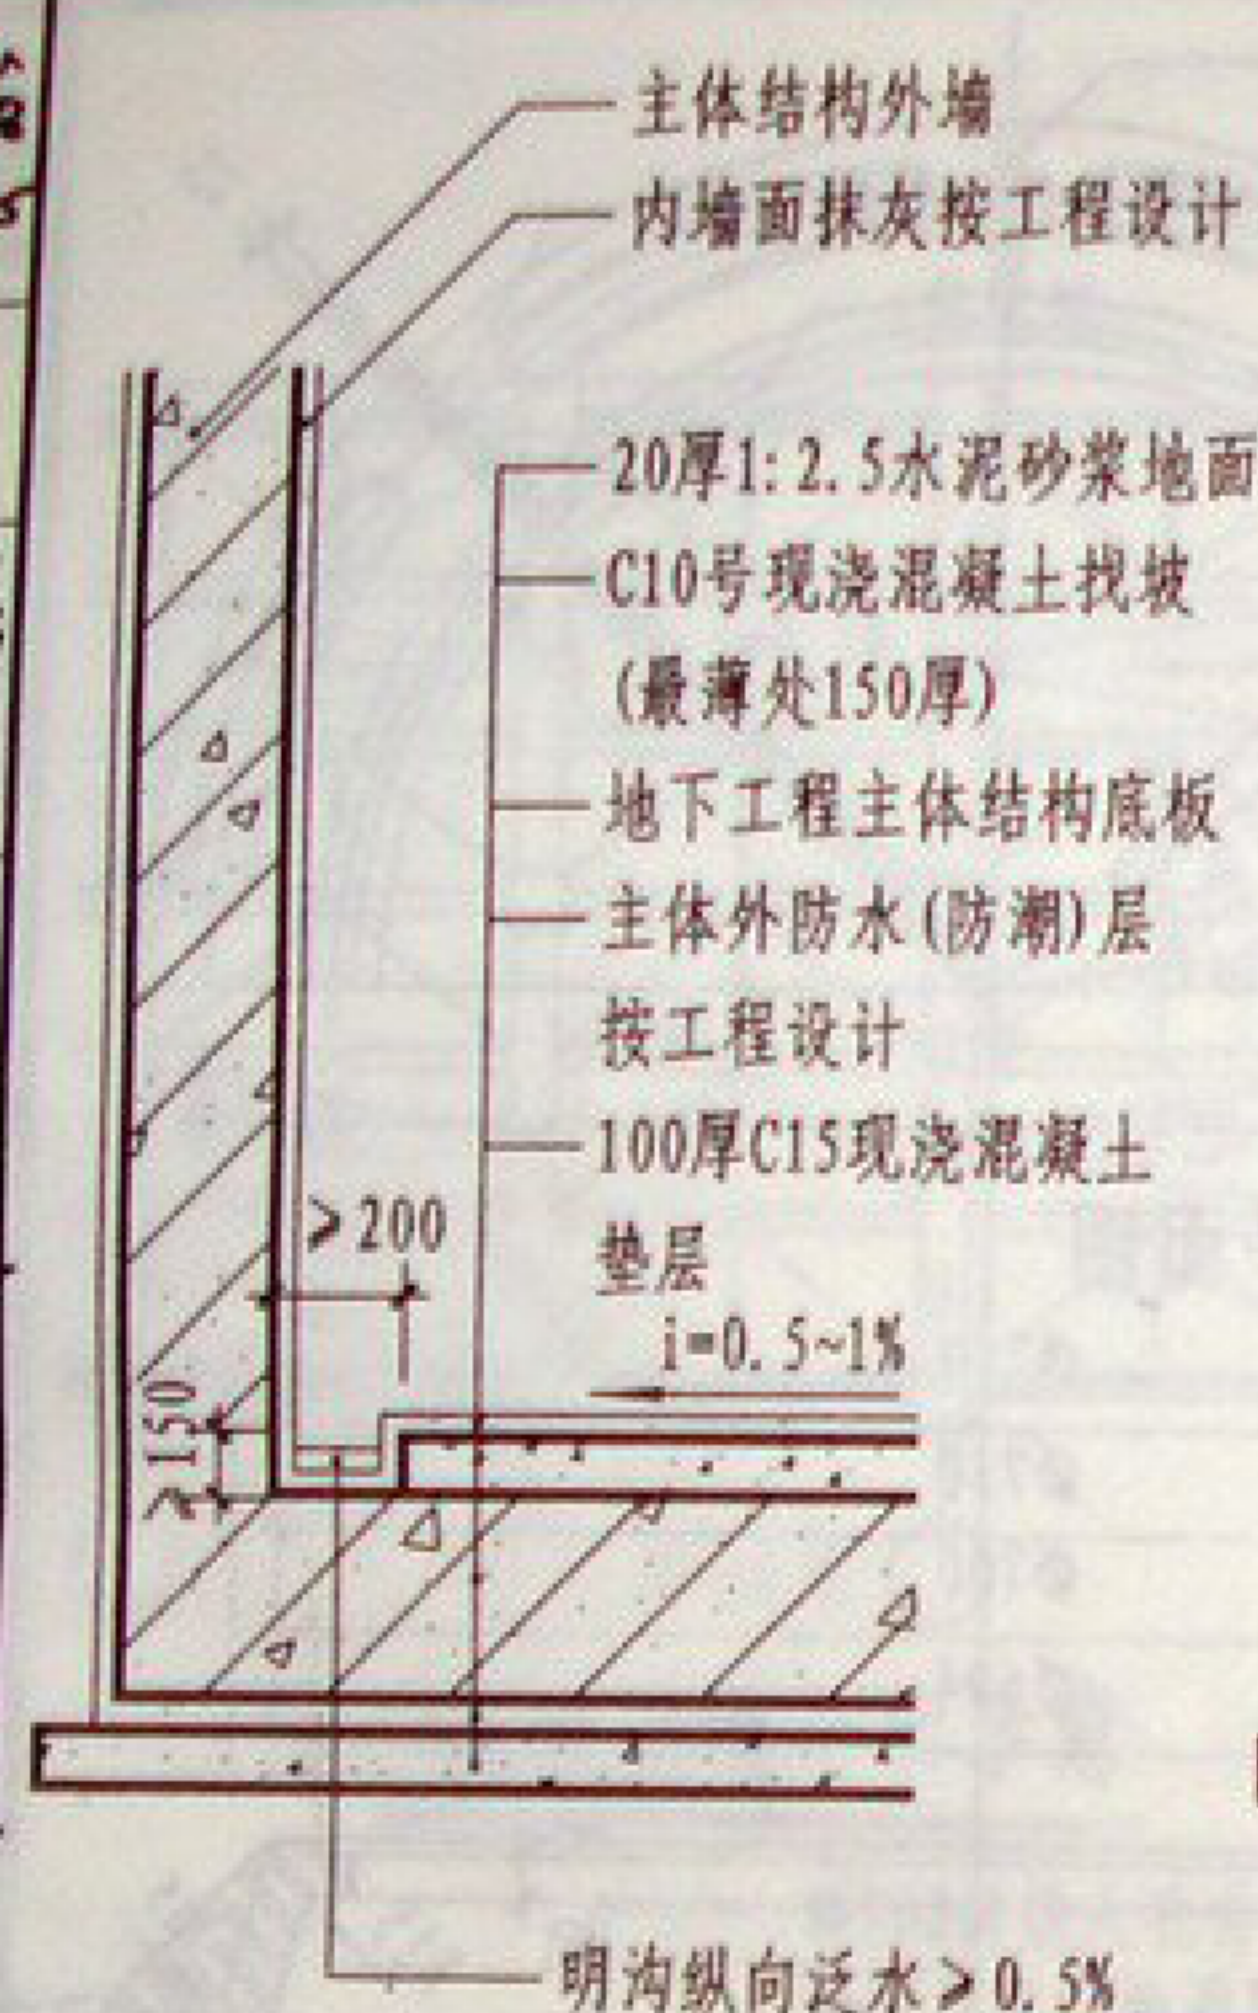 主体结构外墙
内墙面抹灰按工程设计
20厚1:2.5水泥砂浆地面
C10号现浇混凝土找坡
(最薄处150厚)
地下工程主体结构底板
主体外防水(防潮)层
按工程设计
100厚C15现浇混凝土
垫层
≥200
i=0.5~1%
≥150
明沟纵向泛水≥0.5%